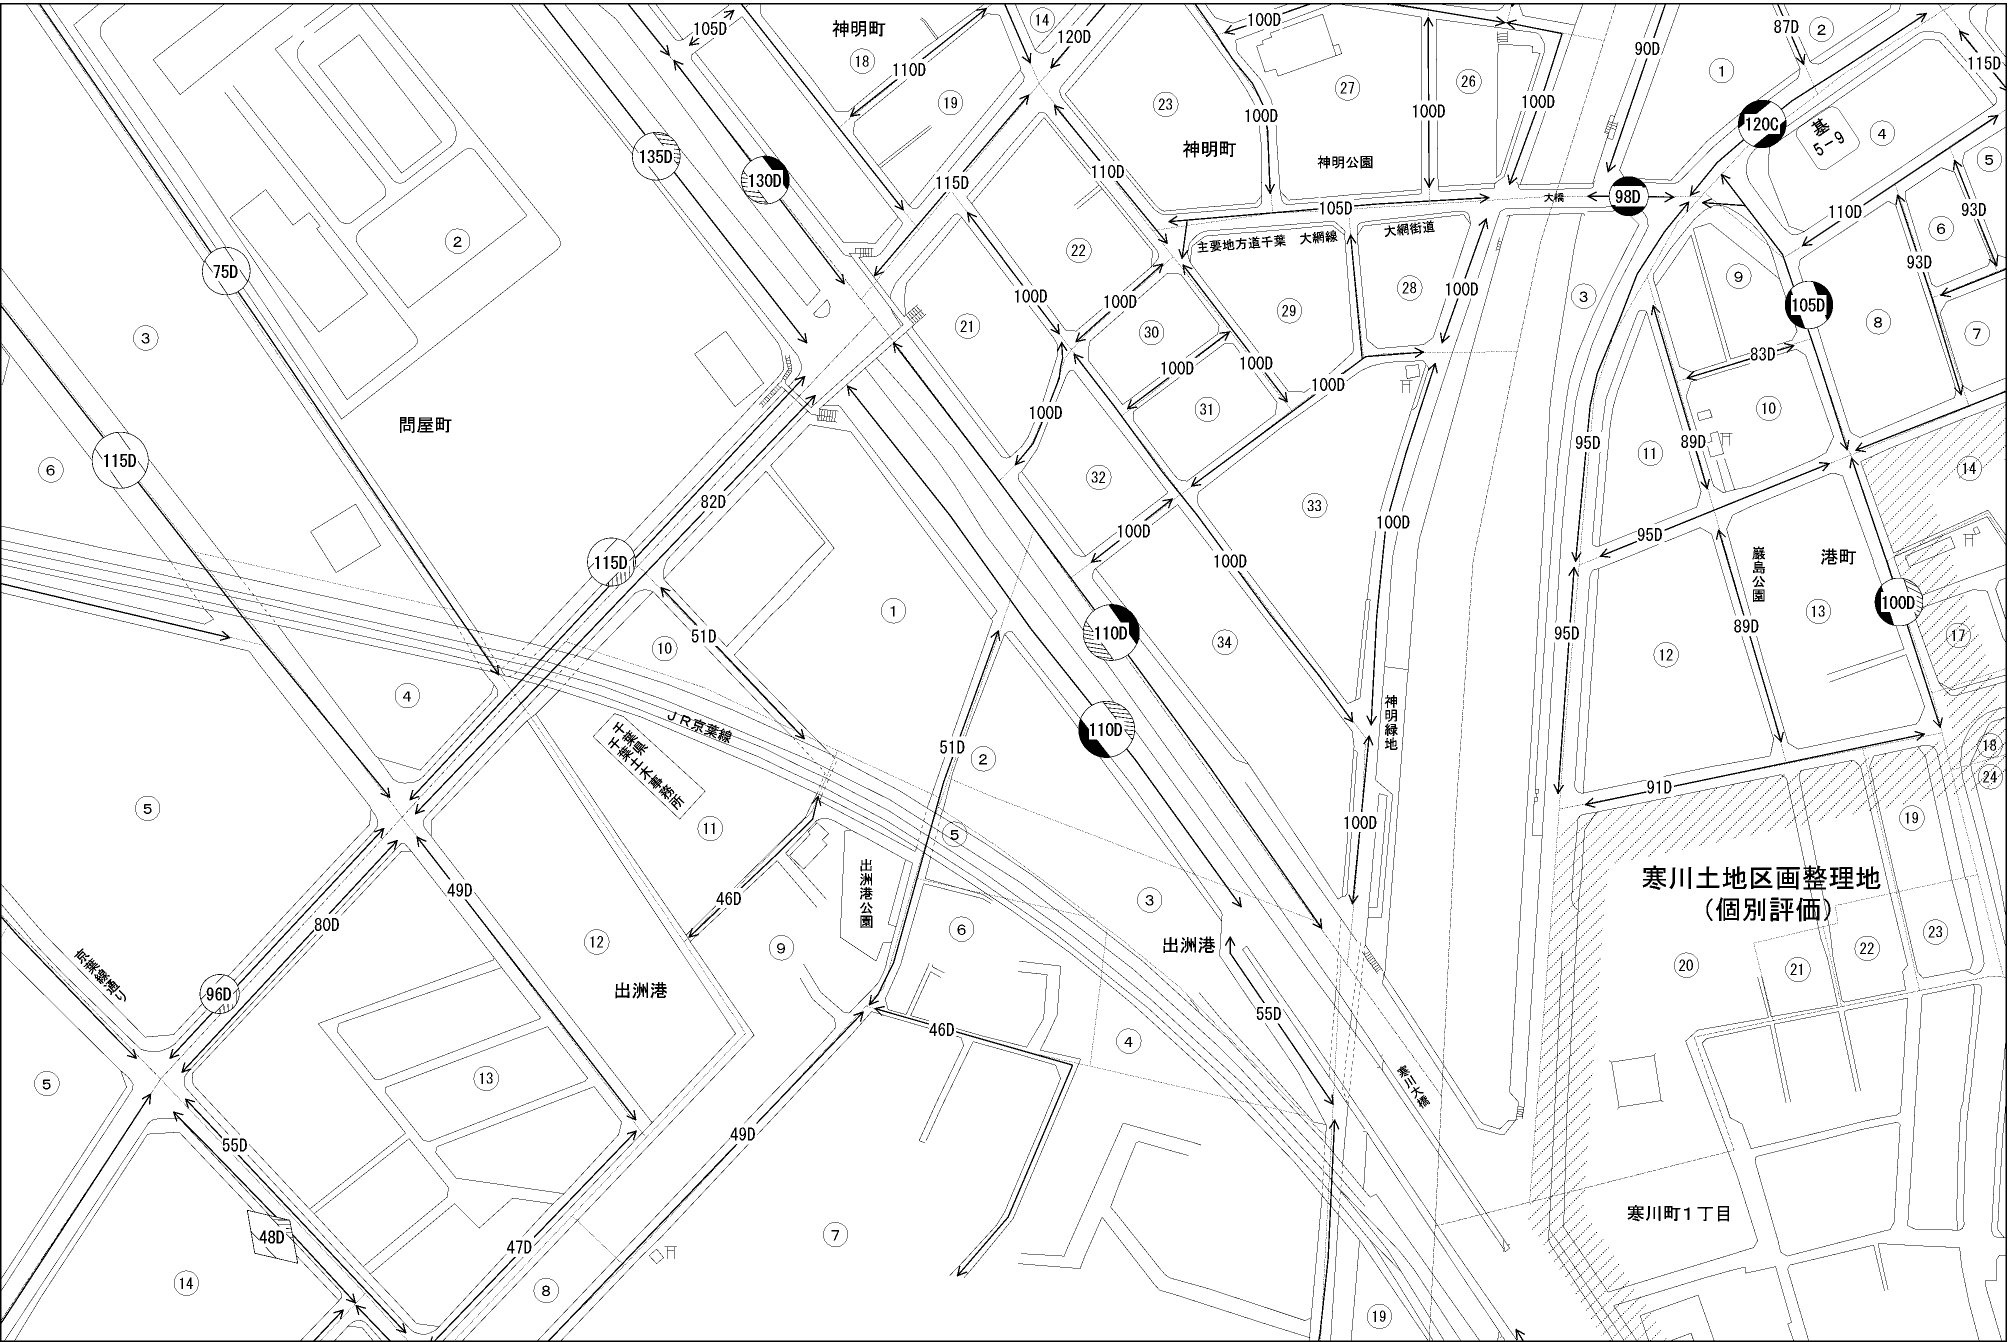 105D
神明町
14
120D
100D
90D
87D
2
18
110D
19
115D
1
27
26
100D
23
100D
100D
135D
130D
110D
神明町
神明公園
120C
基
5-9
4
5
115D
105D
大橋
98D
110D
93D
6
主要地方道千葉
大網線
大網街道
22
100D
100D
28
100D
3
9
93D
75D
2
21
30
29
100D
105D
8
7
3
100D
100D
83D
問屋町
100D
31
10
115D
6
95D
11
89D
14
82D
32
33
100D
100D
100D
95D
巌島公園
港町
115D
1
110D
34
95D
12
89D
13
100D
17
51D
10
4
JR京葉線
千葉県
千葉土木事務所
51D
2
110D
神明緑地
18
24
91D
19
5
11
5
100D
49D
46D
出洲港公園
3
寒川土地区画整理地
(個別評価)
80D
12
9
6
出洲港
20
21
22
23
京葉線通り
96D
出洲港
46D
55D
4
5
13
寒川大橋
55D
49D
48D
47D
7
寒川町1丁目
14
8
19